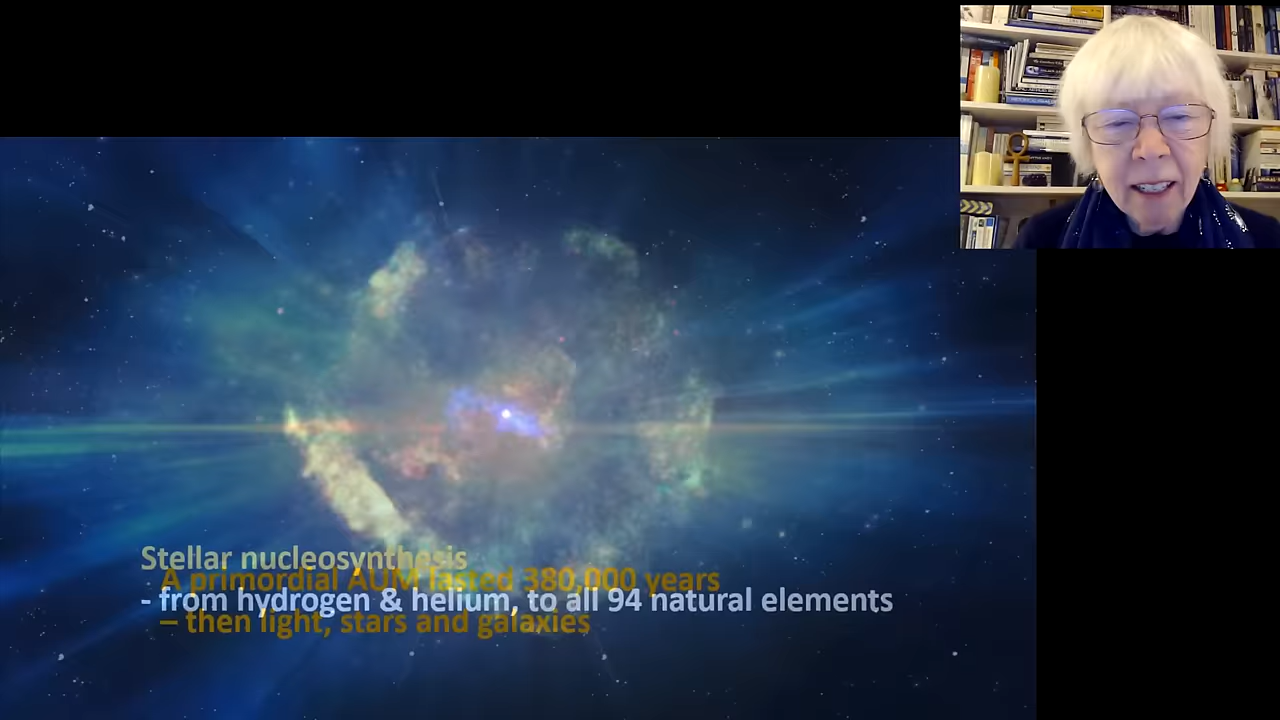 Stellar nucleosynthesis
A primordial AUM lasted 380,000 years
- from hydrogen & helium, to all 94 natural elements
– then light, stars and galaxies